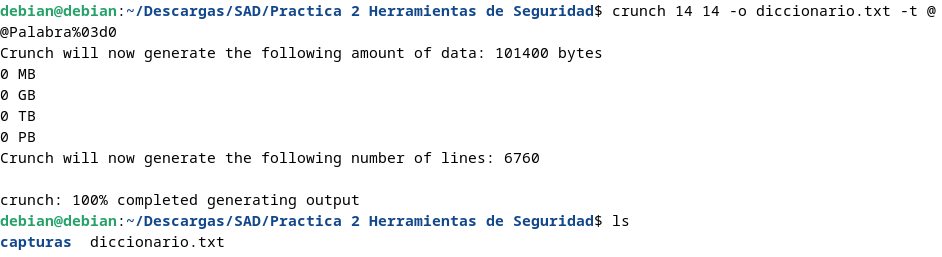 debian@debian:~/Descargas/SAD/Practica 2 Herramientas de Seguridad$ crunch 14 14 -o diccionario.txt -t @
@Palabra%03d0
Crunch will now generate the following amount of data: 101400 bytes
0 MB
0 GB
0 TB
0 PB
Crunch will now generate the following number of lines: 6760
crunch: 100% completed generating output
debian@debian:~/Descargas/SAD/Practica 2 Herramientas de Seguridad$ ls
capturas  diccionario.txt